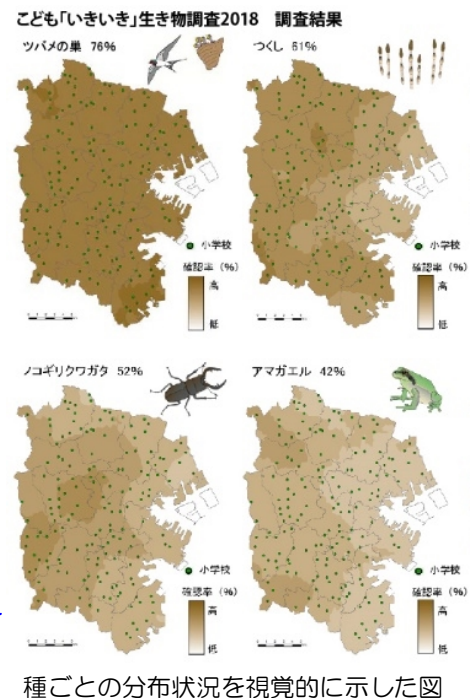 こども「いきいき」生き物調査2018　調査結果
ツバメの巣 76%
つくし 61%
小学校
確認率（%）
高
低
小学校
確認率（%）
高
低
ノコギリクワガタ 52%
アマガエル 42%
小学校
確認率（%）
高
低
小学校
確認率（%）
高
低
種ごとの分布状況を視覚的に示した図